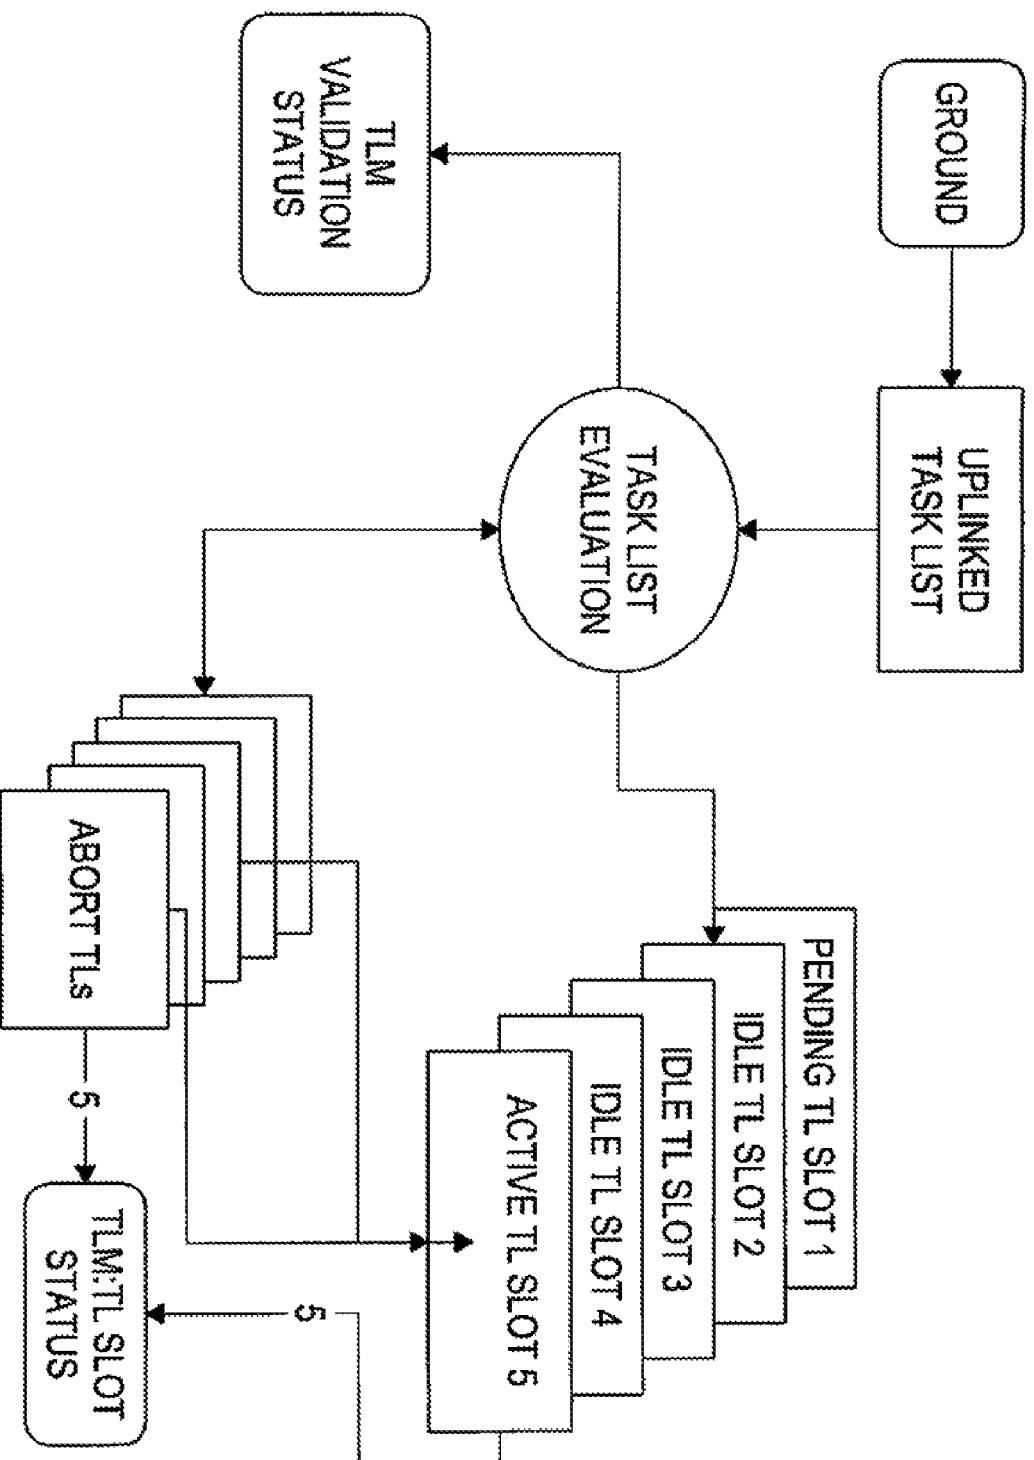 GROUND
UPLINKED
TASK LIST
TLM
VALIDATION
STATUS
TASK LIST
EVALUATION
PENDING TL SLOT 1
IDLE TL SLOT 2
IDLE TL SLOT 3
IDLE TL SLOT 4
ACTIVE TL SLOT 5
ABORT TLs
5
5
TLM:TL SLOT
STATUS